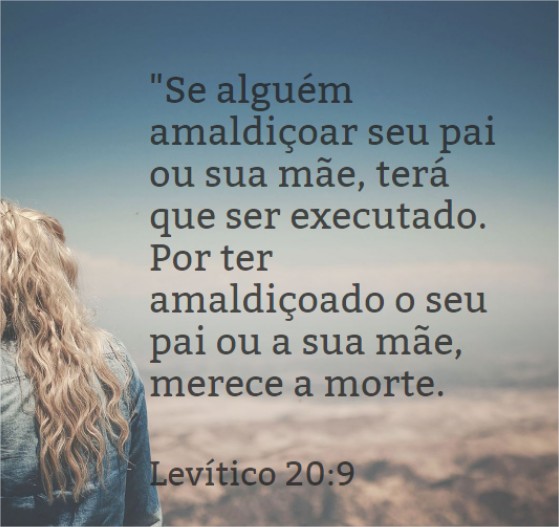 "Se alguém
amaldiçoar seu pai
ou sua mãe, terá
que ser executado.
Por ter
amaldiçoado o seu
pai ou a sua mãe,
merece a morte.
Levítico 20:9